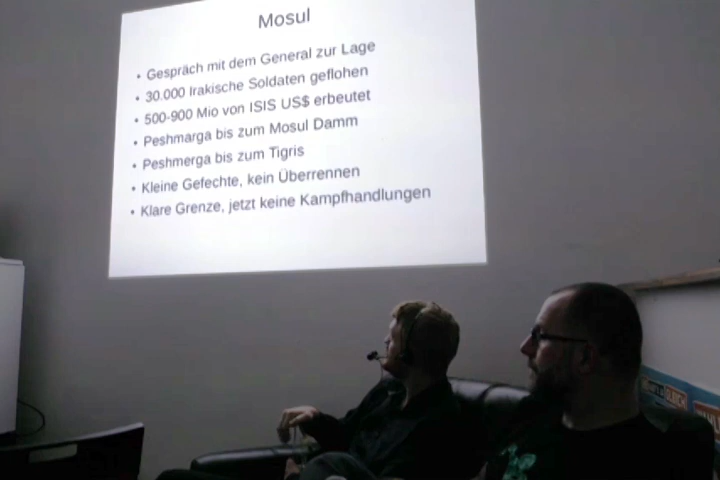 Mosul
• Gespräch mit dem General zur Lage
• 30.000 Irakische Soldaten geflohen
• 500-900 Mio von ISIS US$ erbeutet
• Peshmarga bis zum Mosul Damm
• Peshmerga bis zum Tigris
• Kleine Gefechte, kein Überrennen
• Klare Grenze, jetzt keine Kampfhandlungen